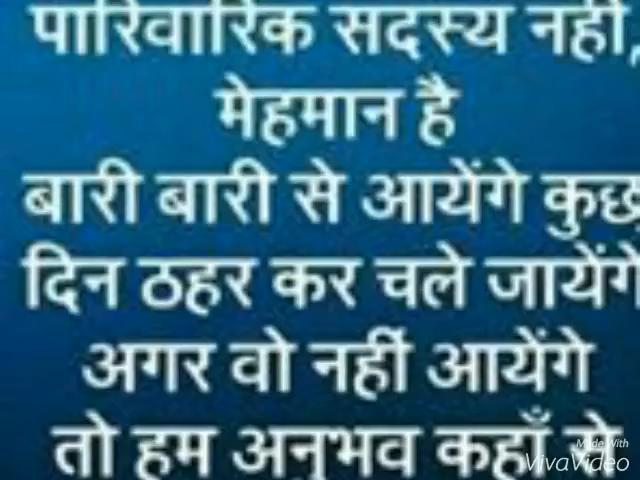 पारिवारिक सदस्य नहीं,
मेहमान है
बारी बारी से आयेंगे कुछ
दिन ठहर कर चले जायेंगे
अगर वो नहीं आयेंगे
तो हम अनुभव कहाँ से
Made With
VivaVideo